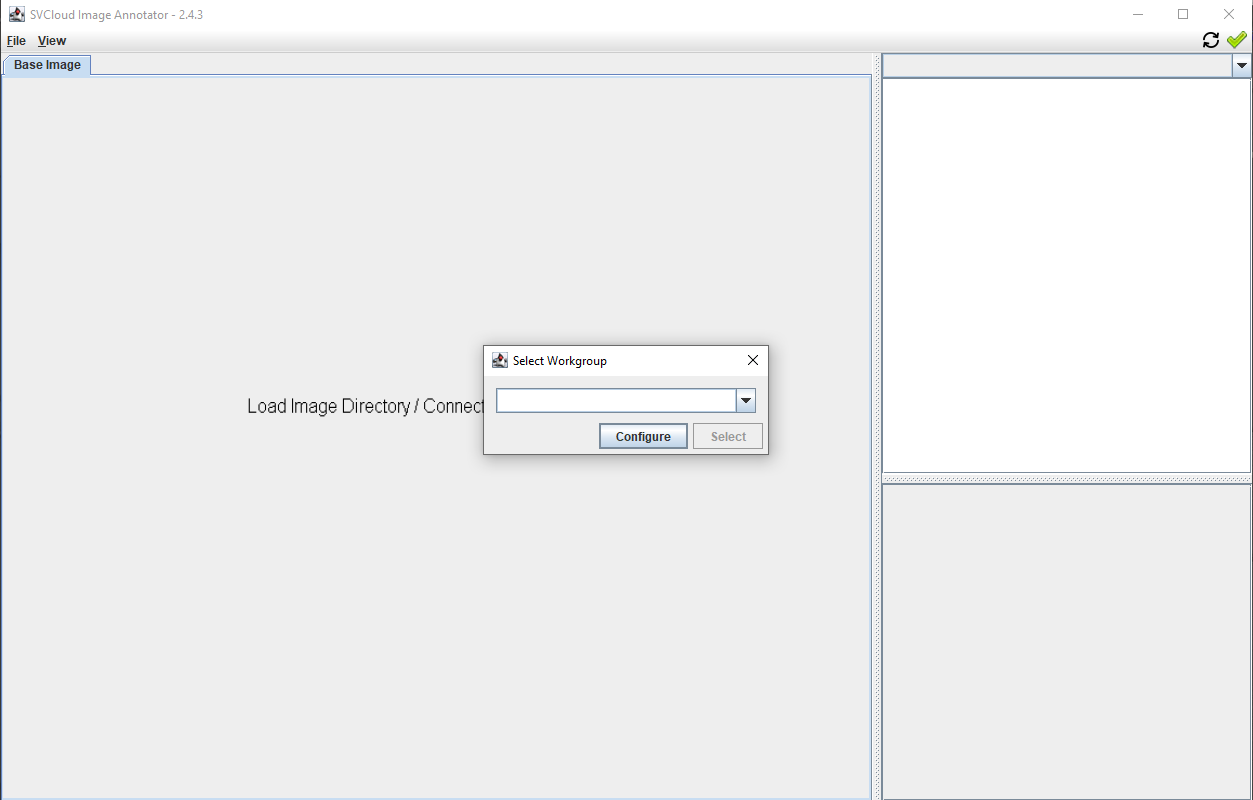 SVCloud Image Annotator - 2.4.3
File View
Base Image
Load Image Directory / Connect
Select Workgroup
Configure Select